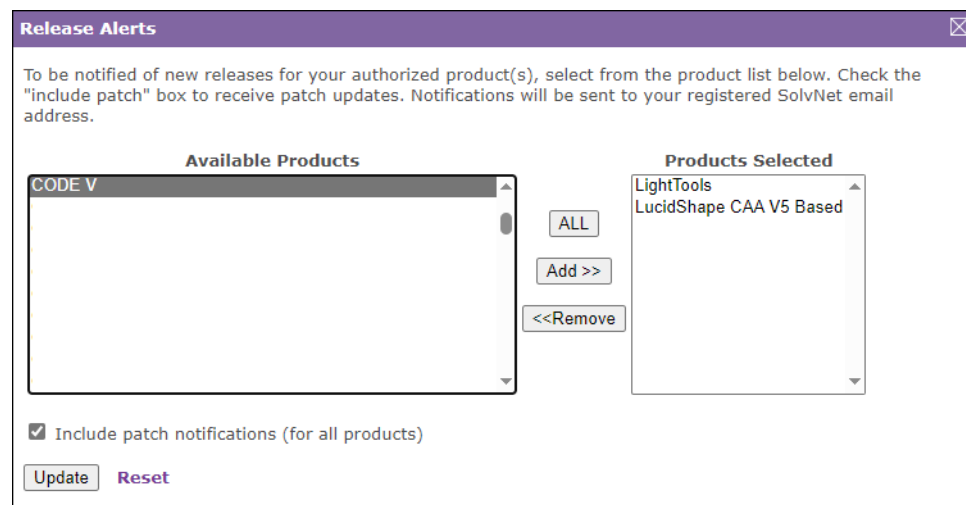 Release Alerts
To be notified of new releases for your authorized product(s), select from the product list below. Check the
"include patch" box to receive patch updates. Notifications will be sent to your registered SolvNet email
address.
Available Products
Products Selected
CODE V
LightTools
LucidShape CAA V5 Based
ALL
Add >>
<<Remove
Include patch notifications (for all products)
Update Reset